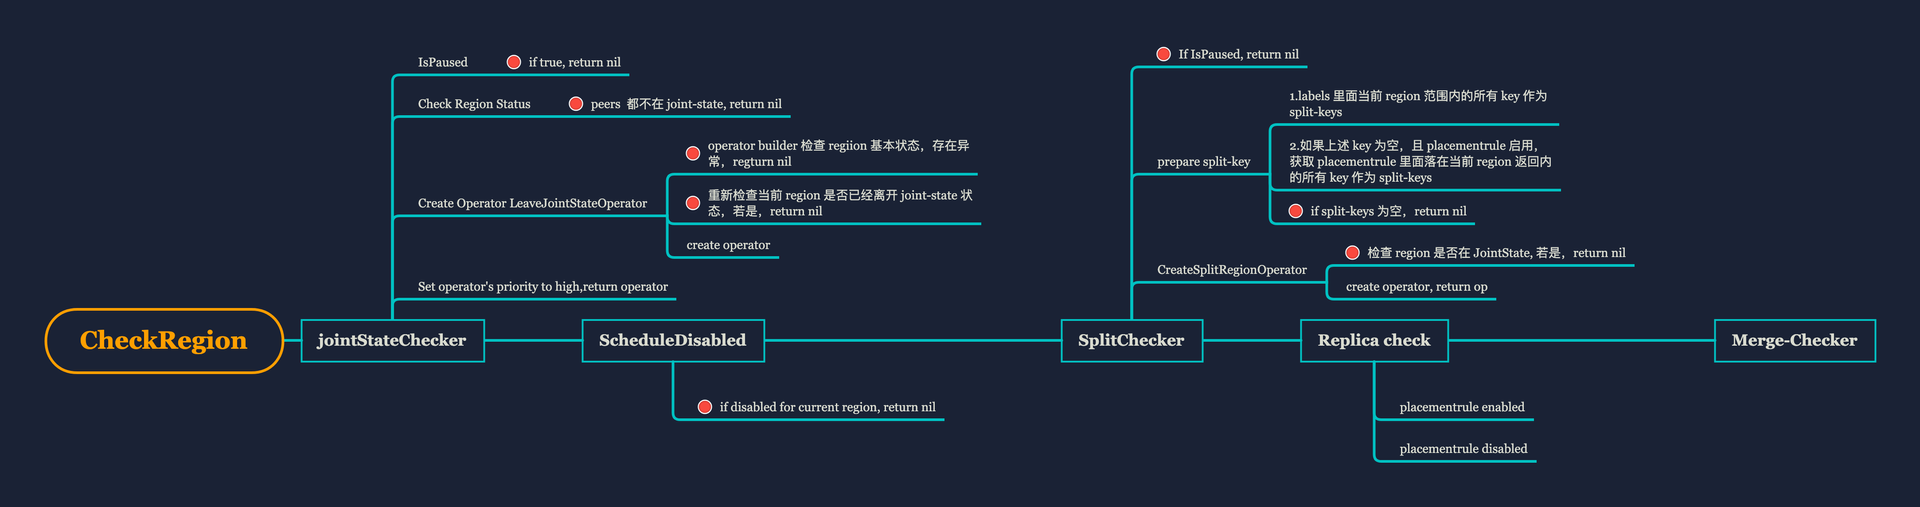 CheckRegion
jointStateChecker
IsPaused
if true, return nil
Check Region Status
peers 都不在 joint-state, return nil
Create Operator LeaveJointStateOperator
operator builder 检查 regiion 基本状态，存在异
常，regturn nil
重新检查当前 region 是否已经离开 joint-state 状
态，若是，return nil
create operator
Set operator's priority to high,return operator
ScheduleDisabled
if disabled for current region, return nil
SplitChecker
If IsPaused, return nil
prepare split-key
1.labels 里面当前 region 范围内的所有 key 作为
split-keys
2.如果上述 key 为空，且 placementrule 启用，
获取 placementrule 里面落在当前 region 返回内
的所有 key 作为 split-keys
if split-keys 为空，return nil
CreateSplitRegionOperator
检查 region 是否在 JointState, 若是，return nil
create operator, return op
Replica check
placementrule enabled
placementrule disabled
Merge-Checker